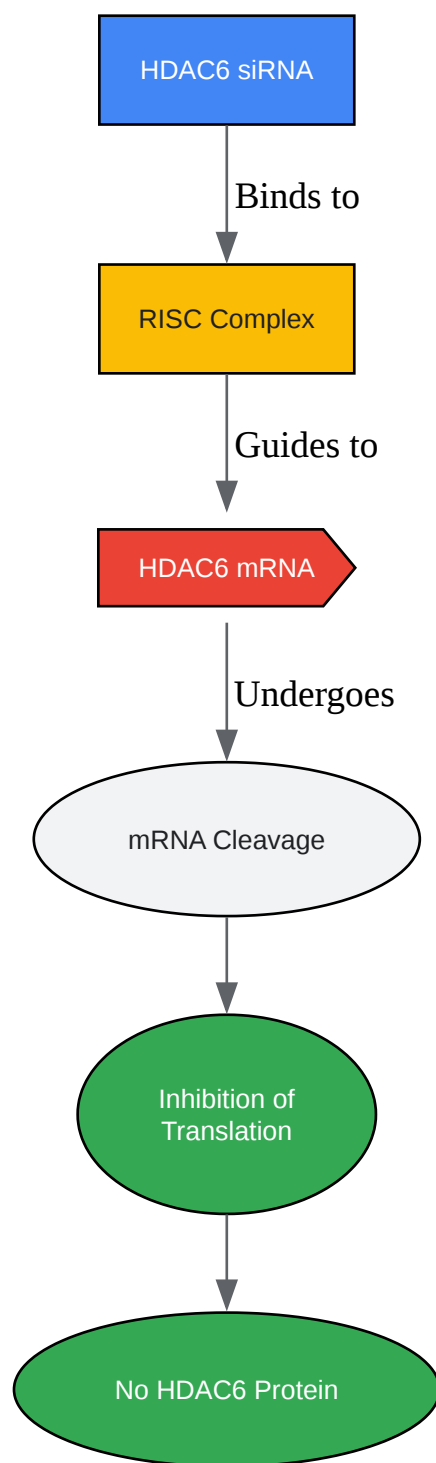 HDAC6 siRNA
Binds to
RISC Complex
Guides to
HDAC6 mRNA
Undergoes
mRNA Cleavage
Inhibition of
Translation
No HDAC6 Protein